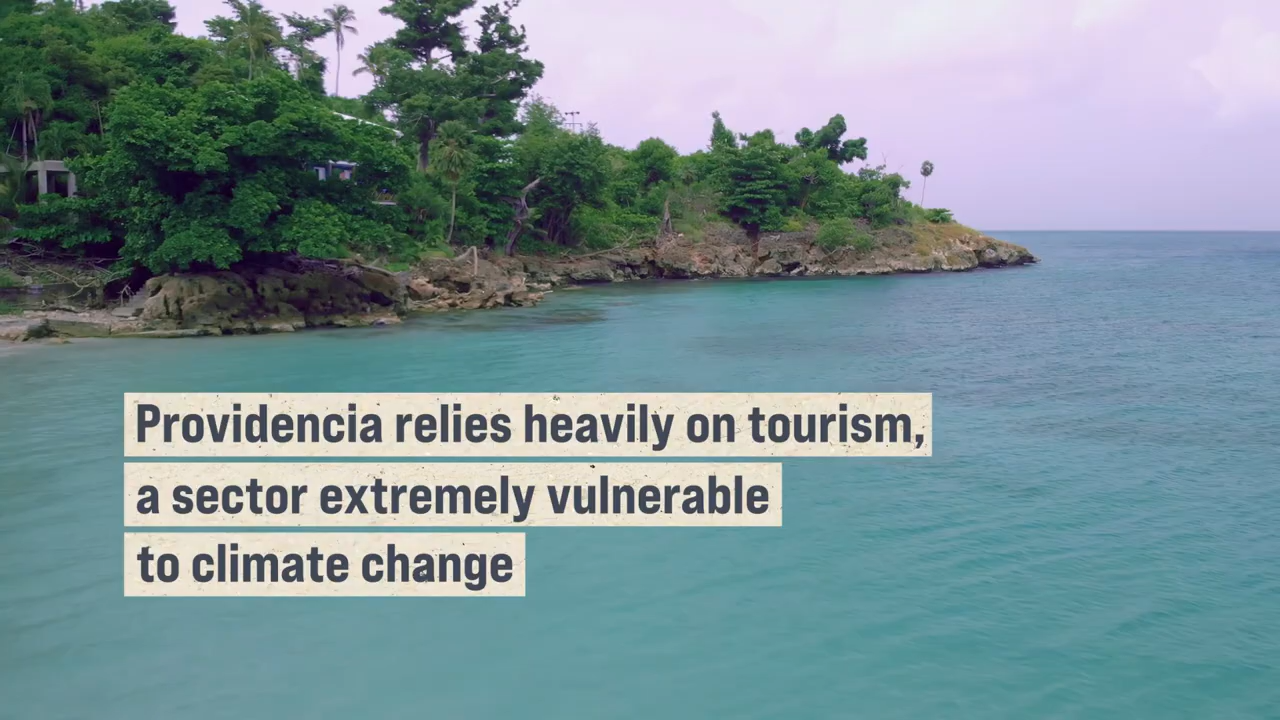 Providencia relies heavily on tourism,
a sector extremely vulnerable
to climate change